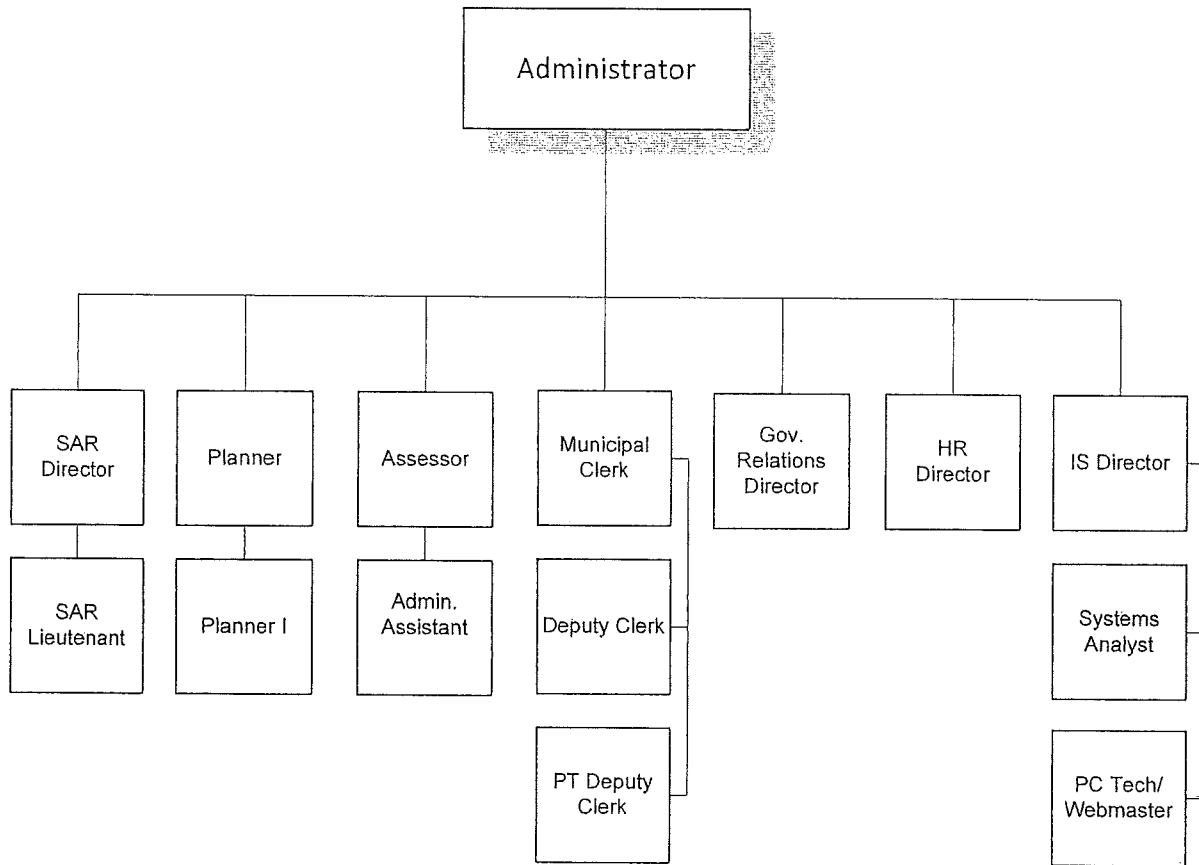 Administrator
SAR
Director
Planner
Assessor
Municipal
Clerk
Gov.
Relations
Director
HR
Director
IS Director
SAR
Lieutenant
Planner I
Admin.
Assistant
Deputy Clerk
Systems
Analyst
PT Deputy
Clerk
PC Tech/
Webmaster